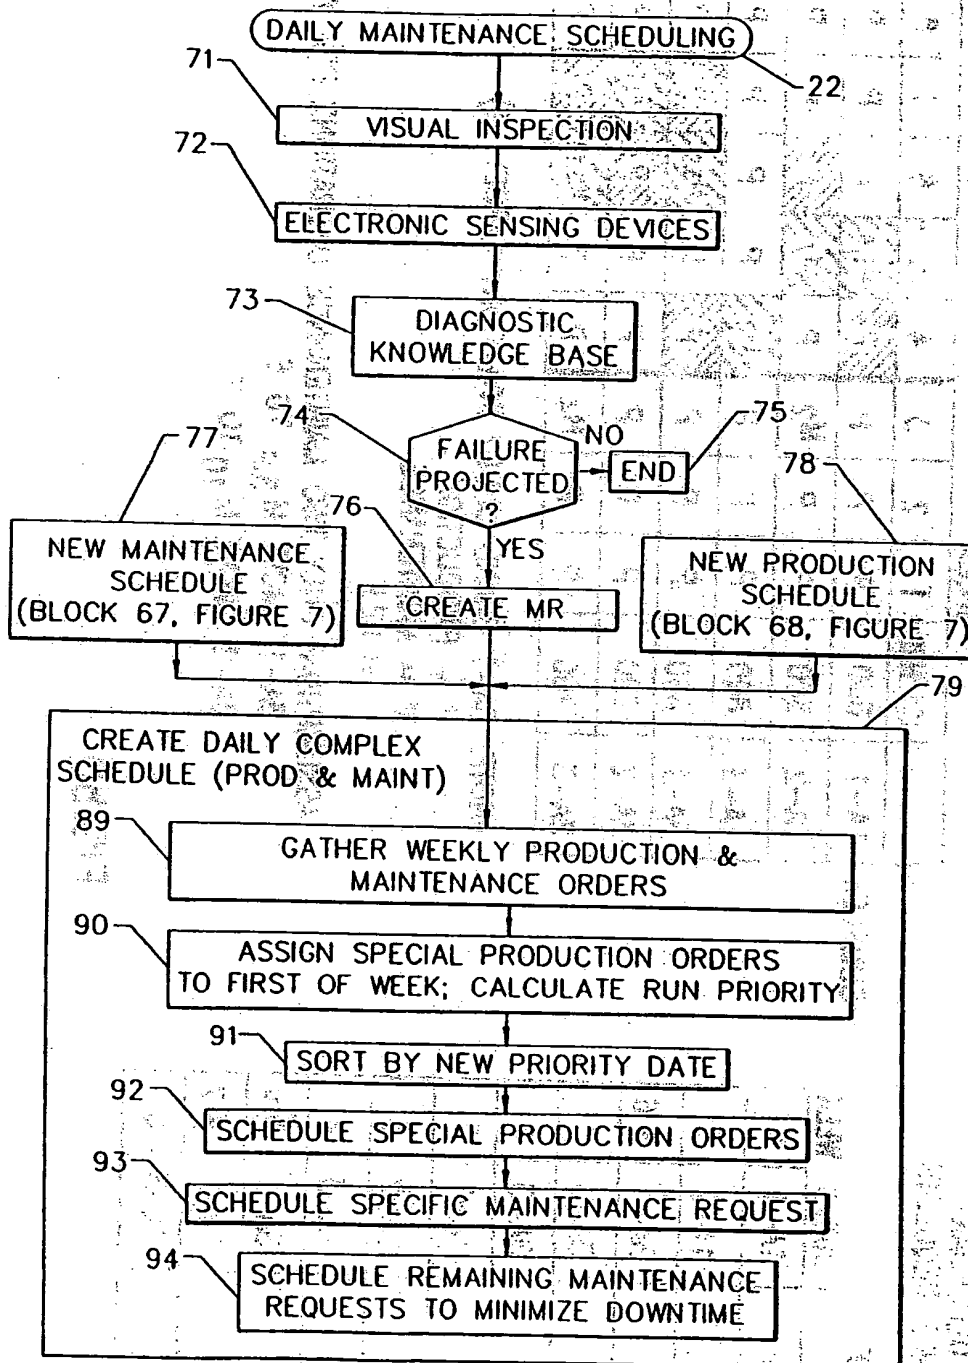 DAILY MAINTENANCE SCHEDULING
22
71
VISUAL INSPECTION
72
ELECTRONIC SENSING DEVICES
73
DIAGNOSTIC
KNOWLEDGE BASE
74
FAILURE
PROJECTED
?
NO
75
END
YES
76
CREATE MR
77
NEW MAINTENANCE
SCHEDULE
(BLOCK 67, FIGURE 7)
78
NEW PRODUCTION
SCHEDULE
(BLOCK 68, FIGURE 7)
79
CREATE DAILY COMPLEX
SCHEDULE (PROD & MAINT)
89
GATHER WEEKLY PRODUCTION &
MAINTENANCE ORDERS
90
ASSIGN SPECIAL PRODUCTION ORDERS
TO FIRST OF WEEK; CALCULATE RUN PRIORITY
91
SORT BY NEW PRIORITY DATE
92
SCHEDULE SPECIAL PRODUCTION ORDERS
93
SCHEDULE SPECIFIC MAINTENANCE REQUEST
94
SCHEDULE REMAINING MAINTENANCE
REQUESTS TO MINIMIZE DOWNTIME